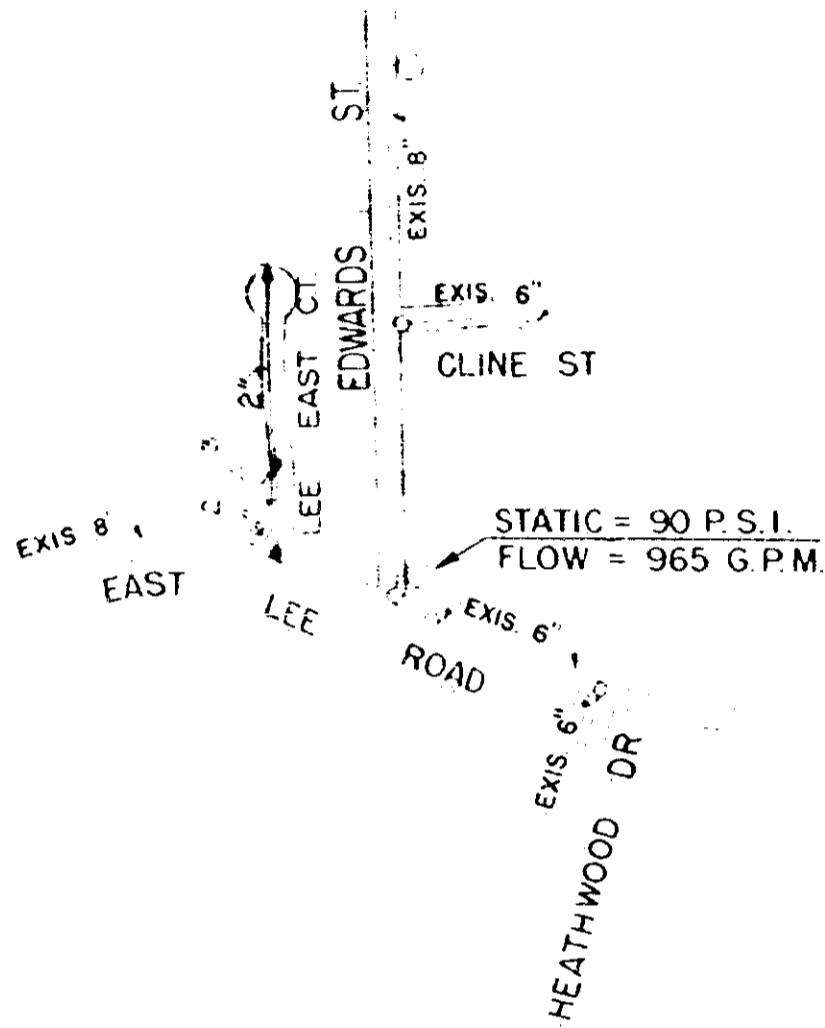 EDWARDS ST.
EXIS. 8"
EXIS. 6"
CLINE ST
2"
LEE EAST CT.
EXIS 8'
EAST LEE ROAD
STATIC = 90 P.S.I.
FLOW = 965 G.P.M.
EXIS. 6"
EXIS. 6"
HEATHWOOD DR